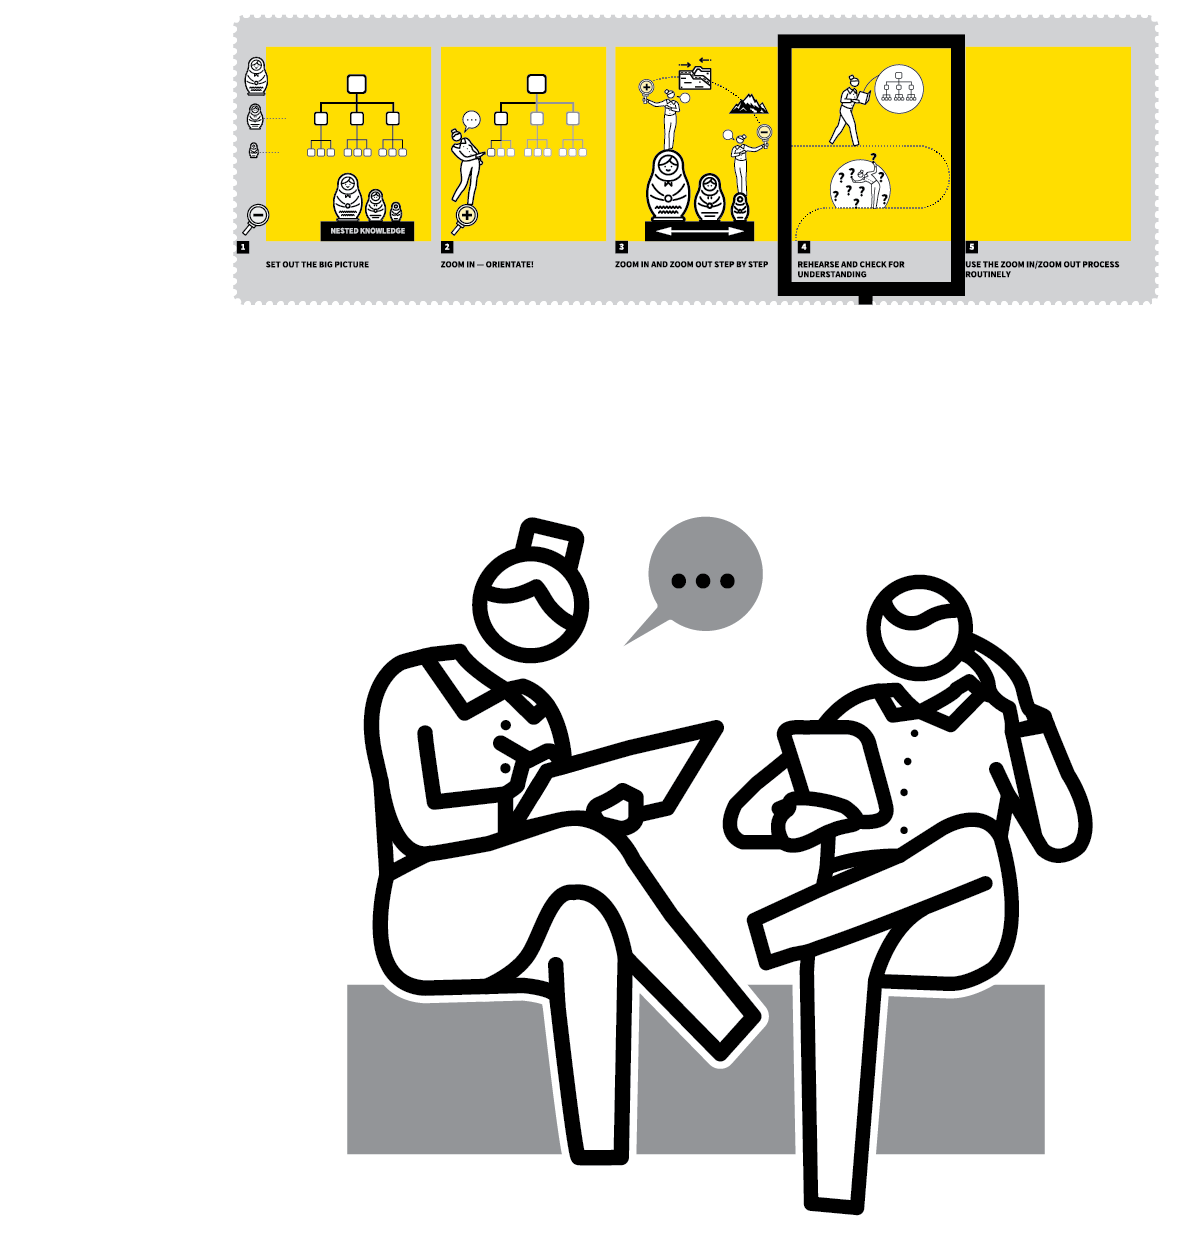 NESTED KNOWLEDGE
1
SET OUT THE BIG PICTURE
2
ZOOM IN — ORIENTATE!
3
ZOOM IN AND ZOOM OUT STEP BY STEP
4
REHEARSE AND CHECK FOR
UNDERSTANDING
5
USE THE ZOOM IN/ZOOM OUT PROCESS
ROUTINELY